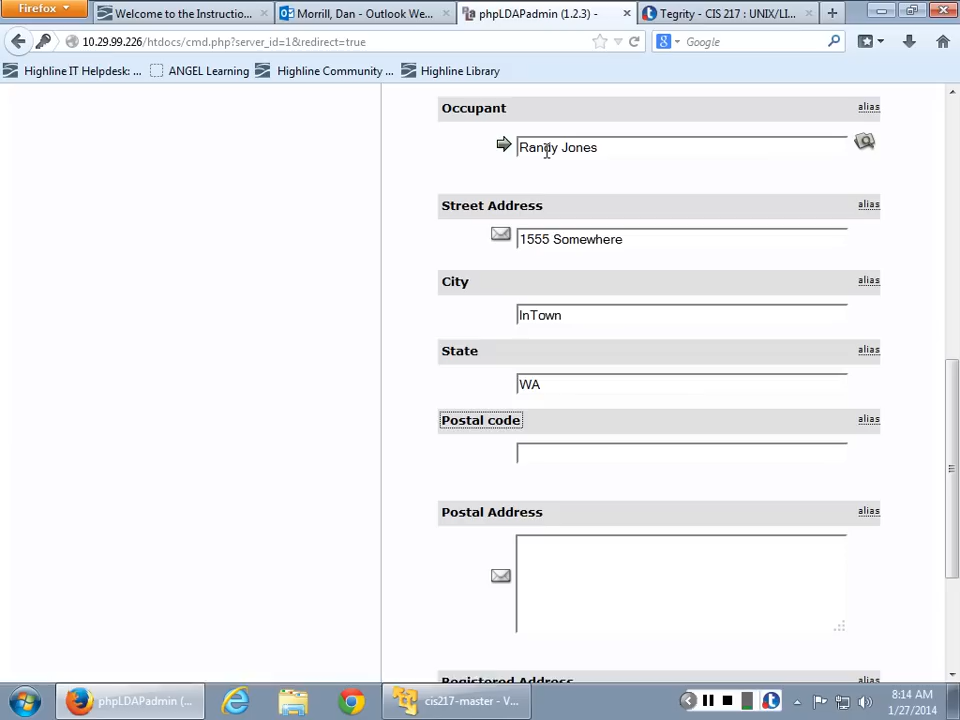 Firefox
Welcome to the Instructio...
Morrill, Dan - Outlook We...
phpLDAPadmin (1.2.3) -
Tegrity - CIS 217 : UNIX/LI...
10.29.99.226/htdocs/cmd.php?server_id=1&redirect=true
Google
Highline IT Helpdesk: ...
ANGEL Learning
Highline Community ...
Highline Library
Occupant
alias
Randy Jones
Street Address
alias
1555 Somewhere
City
alias
InTown
State
alias
WA
Postal code
alias
Postal Address
alias
Registered Address
alias
phpLDAPadmin (...
cis217-master - V...
8:14 AM
1/27/2014